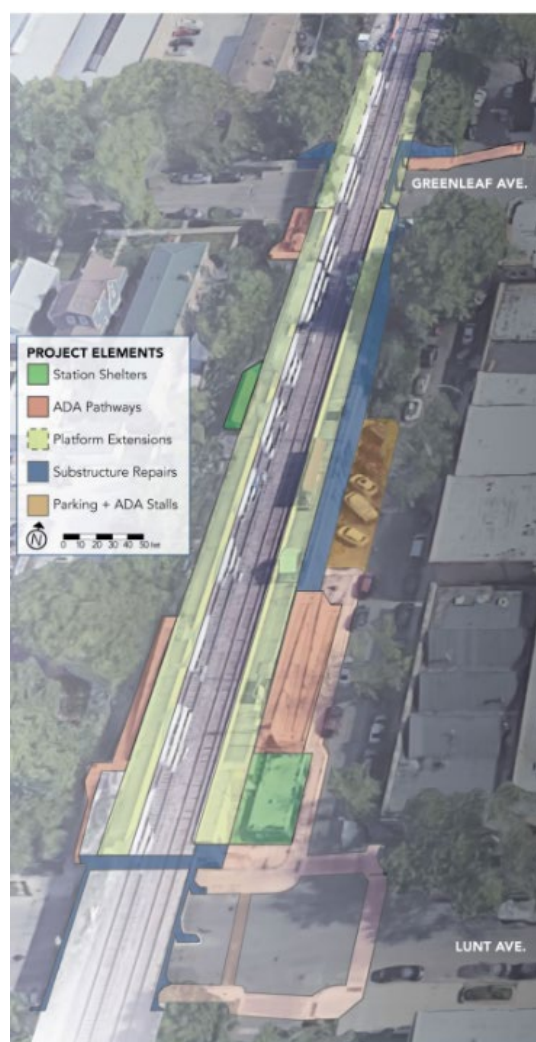 GREENLEAF AVE.
PROJECT ELEMENTS
Station Shelters
ADA Pathways
Platform Extensions
Substructure Repairs
Parking + ADA Stalls
N
0 10 20 30 40 50 feet
LUNT AVE.